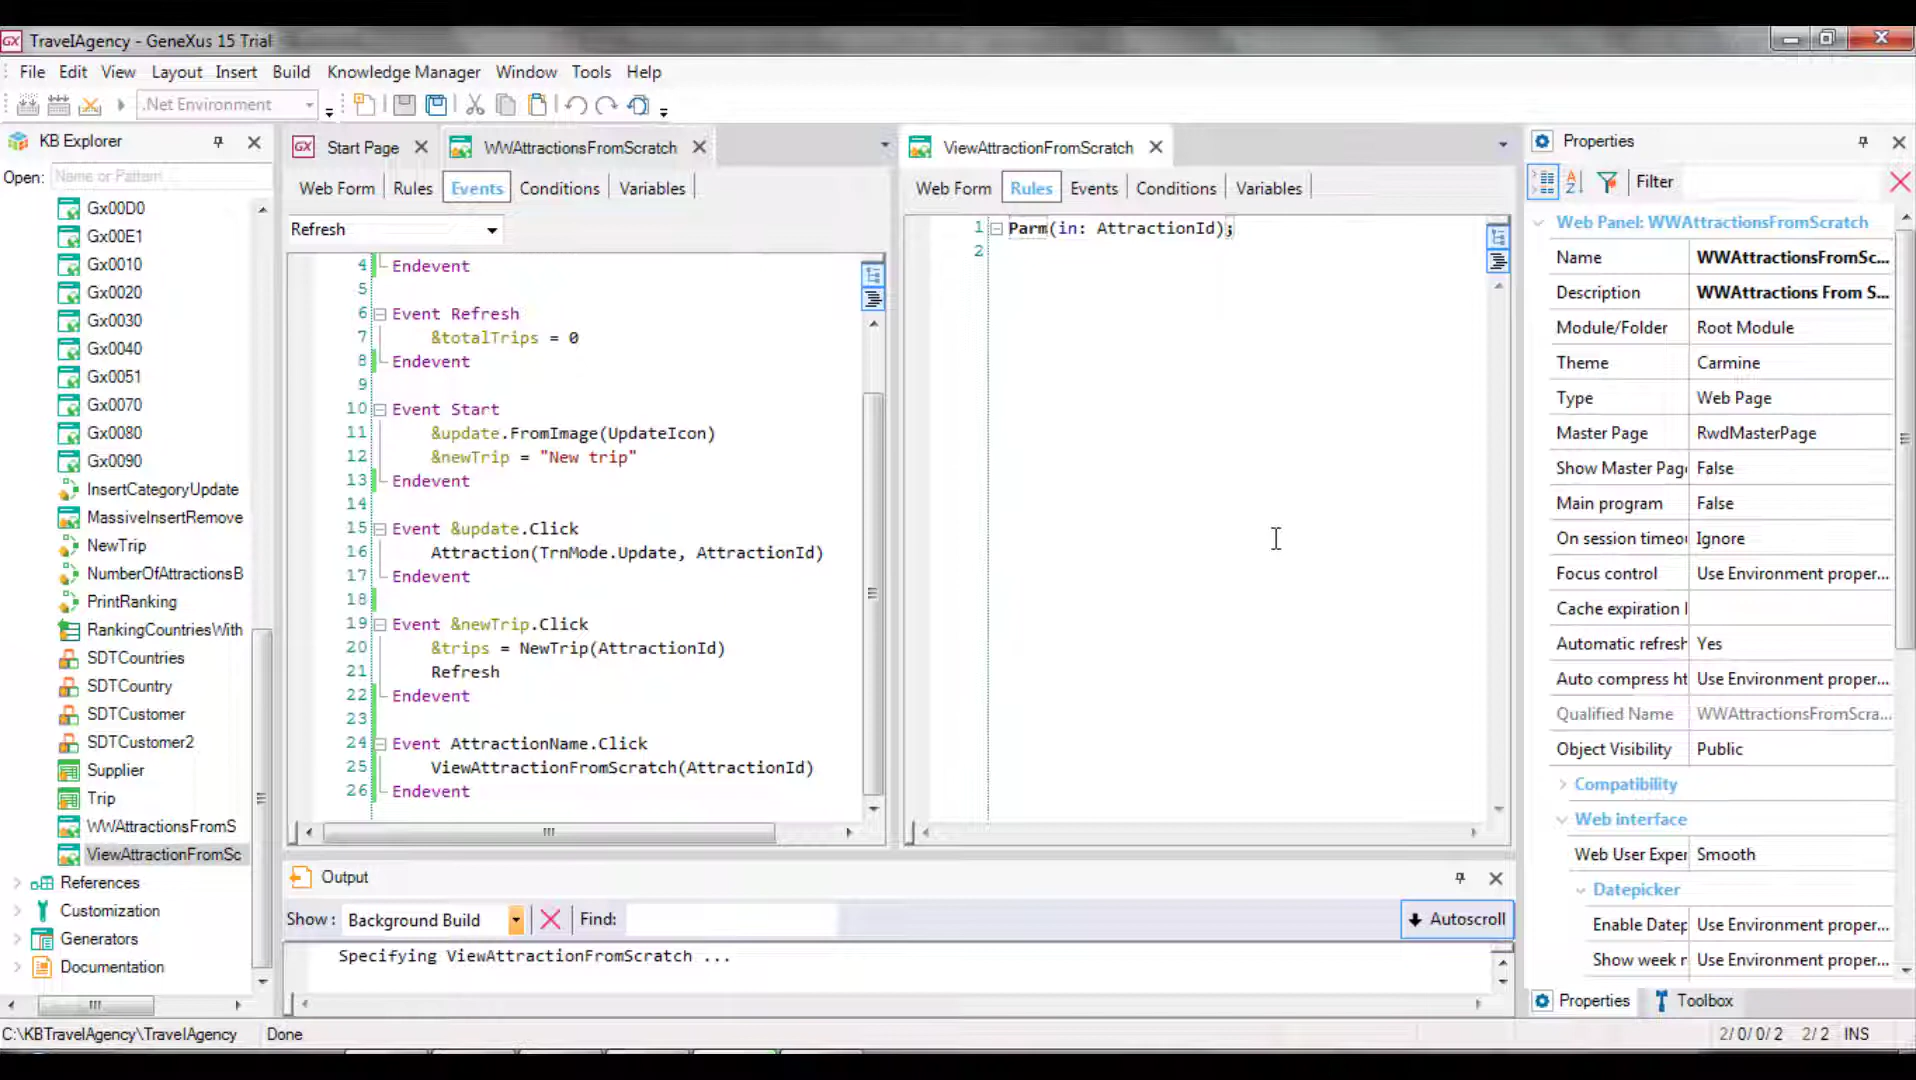 TravelAgency - GeneXus 15 Trial
File Edit View Layout Insert Build Knowledge Manager Window Tools Help
.Net Environment
KB Explorer
Open: Name or Pattern
Gx00D0
Gx00E1
Gx0010
Gx0020
Gx0030
Gx0040
Gx0051
Gx0070
Gx0080
Gx0090
InsertCategoryUpdate
MassiveInsertRemove
NewTrip
NumberOfAttractionsB
PrintRanking
RankingCountriesWith
SDTCountries
SDTCountry
SDTCustomer
SDTCustomer2
Supplier
Trip
WWAttractionsFromS
ViewAttractionFromSc
References
Customization
Generators
Documentation
Start Page WWAttractionsFromScratch
Web Form Rules Events Conditions Variables
Refresh
4 Endevent
5
6 Event Refresh
7 &totalTrips = 0
8 Endevent
9
10 Event Start
11 &update.FromImage(UpdateIcon)
12 &newTrip = "New trip"
13 Endevent
14
15 Event &update.Click
16 Attraction(TrnMode.Update, AttractionId)
17 Endevent
18
19 Event &newTrip.Click
20 &trips = NewTrip(AttractionId)
21 Refresh
22 Endevent
23
24 Event AttractionName.Click
25 ViewAttractionFromScratch(AttractionId)
26 Endevent
ViewAttractionFromScratch
Web Form Rules Events Conditions Variables
1 Parm(in: AttractionId);
2
Output
Show: Background Build Find: Autoscroll
Specifying ViewAttractionFromScratch ...
Properties
Filter
Web Panel: WWAttractionsFromScratch
Name WWAttractionsFromSc...
Description WWAttractions From S...
Module/Folder Root Module
Theme Carmine
Type Web Page
Master Page RwdMasterPage
Show Master Pag False
Main program False
On session timeou Ignore
Focus control Use Environment proper...
Cache expiration l
Automatic refresh Yes
Auto compress ht Use Environment proper...
Qualified Name WWAttractionsFromScra...
Object Visibility Public
Compatibility
Web interface
Web User Exper Smooth
Datepicker
Enable Datep Use Environment proper...
Show week n Use Environment proper...
Properties Toolbox
C:\KBTravelAgency\TravelAgency Done 2/0/0/2 2/2 INS